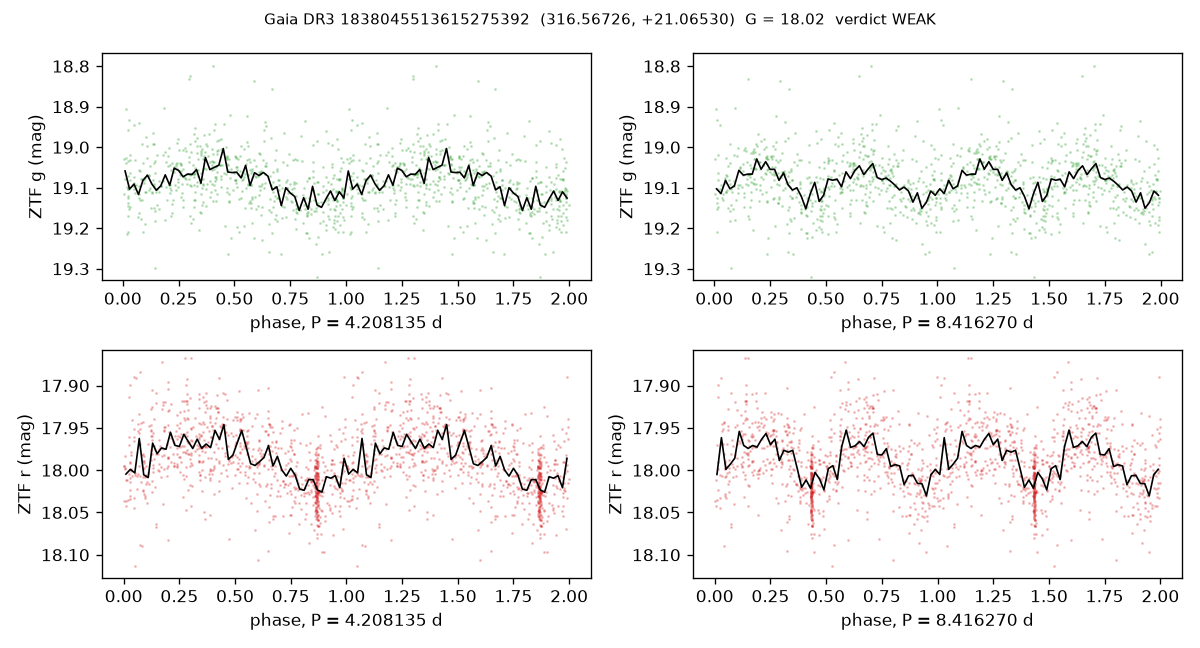 Gaia DR3 1838045513615275392 (316.56726, +21.06530) G = 18.02 verdict WEAK
ZTF g (mag)
18.8
18.9
19.0
19.1
19.2
19.3
0.00 0.25 0.50 0.75 1.00 1.25 1.50 1.75 2.00
phase, P = 4.208135 d
ZTF g (mag)
18.8
18.9
19.0
19.1
19.2
19.3
0.00 0.25 0.50 0.75 1.00 1.25 1.50 1.75 2.00
phase, P = 8.416270 d
ZTF r (mag)
17.90
17.95
18.00
18.05
18.10
0.00 0.25 0.50 0.75 1.00 1.25 1.50 1.75 2.00
phase, P = 4.208135 d
ZTF r (mag)
17.90
17.95
18.00
18.05
18.10
0.00 0.25 0.50 0.75 1.00 1.25 1.50 1.75 2.00
phase, P = 8.416270 d